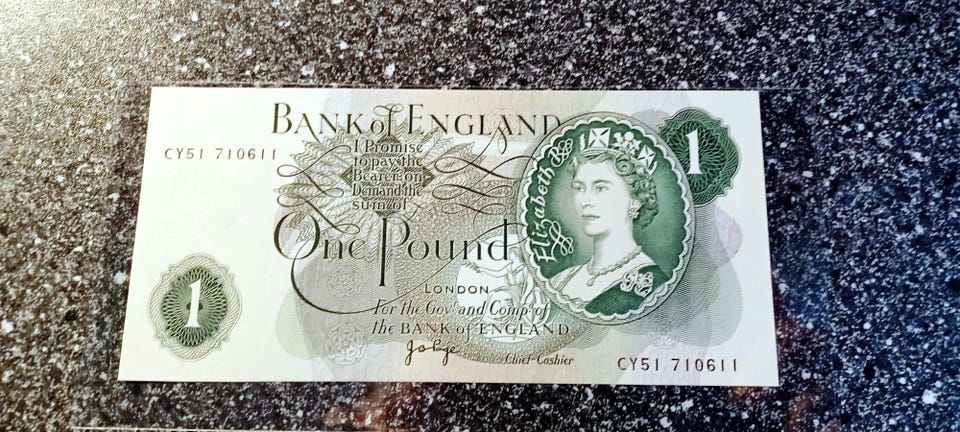 BANK of ENGLAND
CY51 710611
I Promise
to pay the
Bearer on
Demand the
sum of
One Pound
LONDON
For the Gov.r and Comp.a of
the BANK of ENGLAND
J B Page
Chief Cashier
1
Elizabeth
1
CY51 710611